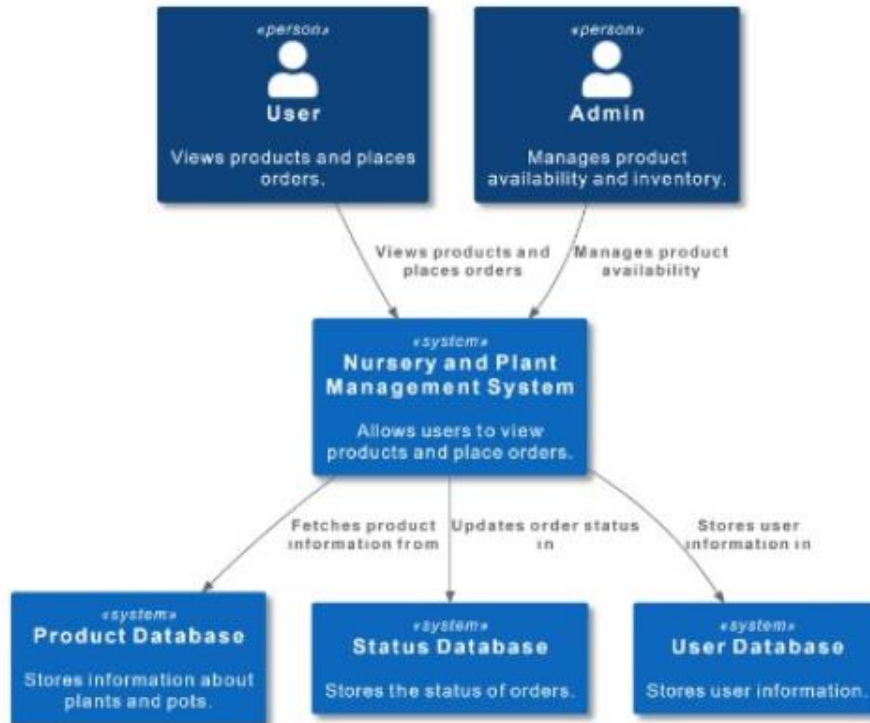 «person»
User
Views products and places
orders.
«person»
Admin
Manages product
availability and inventory.
Views products and
places orders
Manages product
availability
«system»
Nursery and Plant
Management System
Allows users to view
products and place orders.
Fetches product
information from
Updates order status
in
Stores user
information in
«system»
Product Database
Stores information about
plants and pots.
«system»
Status Database
Stores the status of orders.
«system»
User Database
Stores user information.